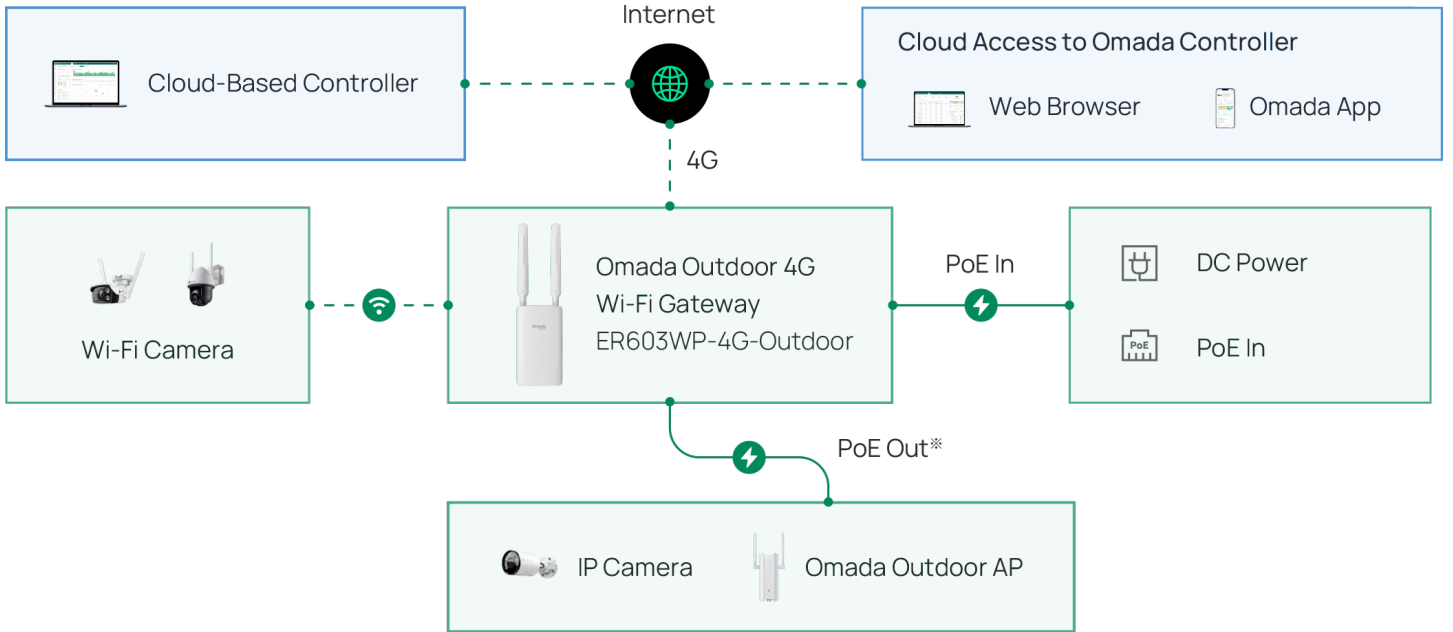 Internet
Cloud-Based Controller
Cloud Access to Omada Controller
Web Browser
Omada App
4G
Wi-Fi Camera
Omada Outdoor 4G
Wi-Fi Gateway
ER603WP-4G-Outdoor
Omada
PoE In
DC Power
PoE
PoE In
PoE Out※
IP Camera
Omada Outdoor AP